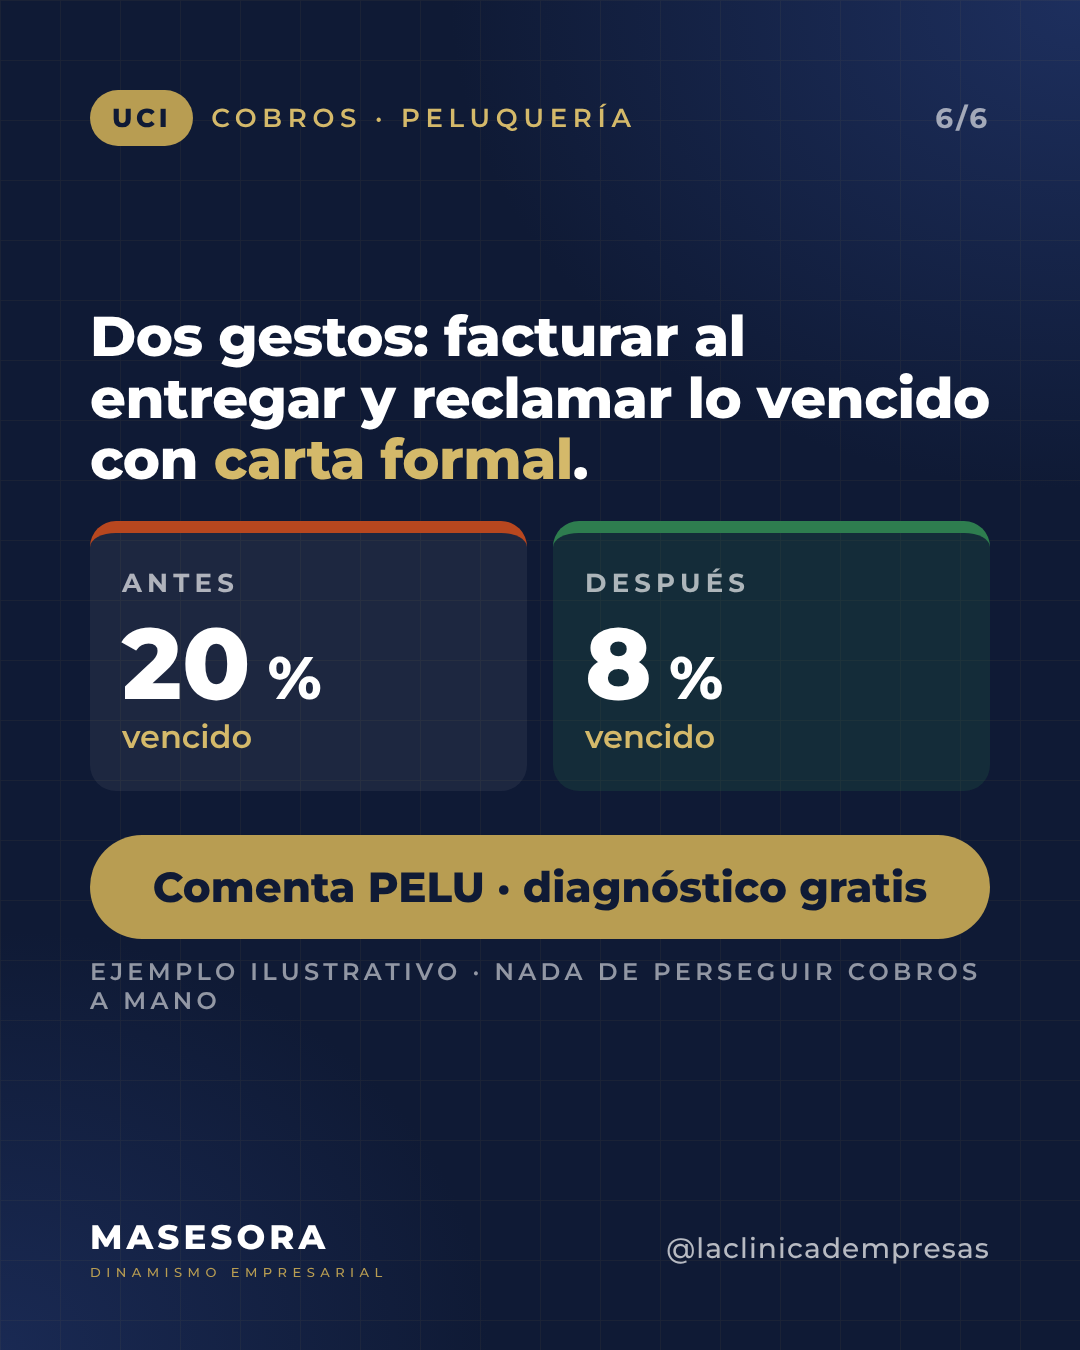 UCI COBROS · PELUQUERÍA 6/6
Dos gestos: facturar al
entregar y reclamar lo vencido
con carta formal.
ANTES
20 %
vencido
DESPUÉS
8 %
vencido
Comenta PELU · diagnóstico gratis
EJEMPLO ILUSTRATIVO · NADA DE PERSEGUIR COBROS
A MANO
MASESORA
DINAMISMO EMPRESARIAL
@laclinicadempresas